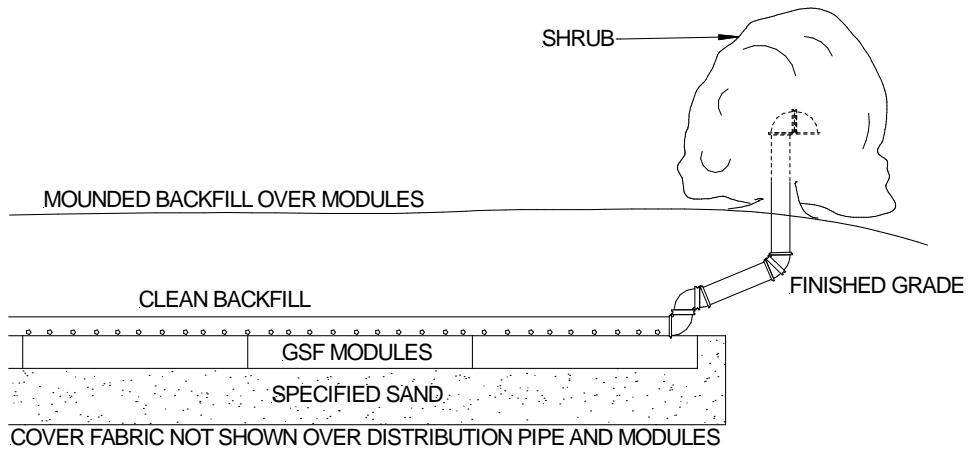 SHRUB
MOUNDED BACKFILL OVER MODULES
FINISHED GRADE
CLEAN BACKFILL
GSF MODULES
SPECIFIED SAND
COVER FABRIC NOT SHOWN OVER DISTRIBUTION PIPE AND MODULES